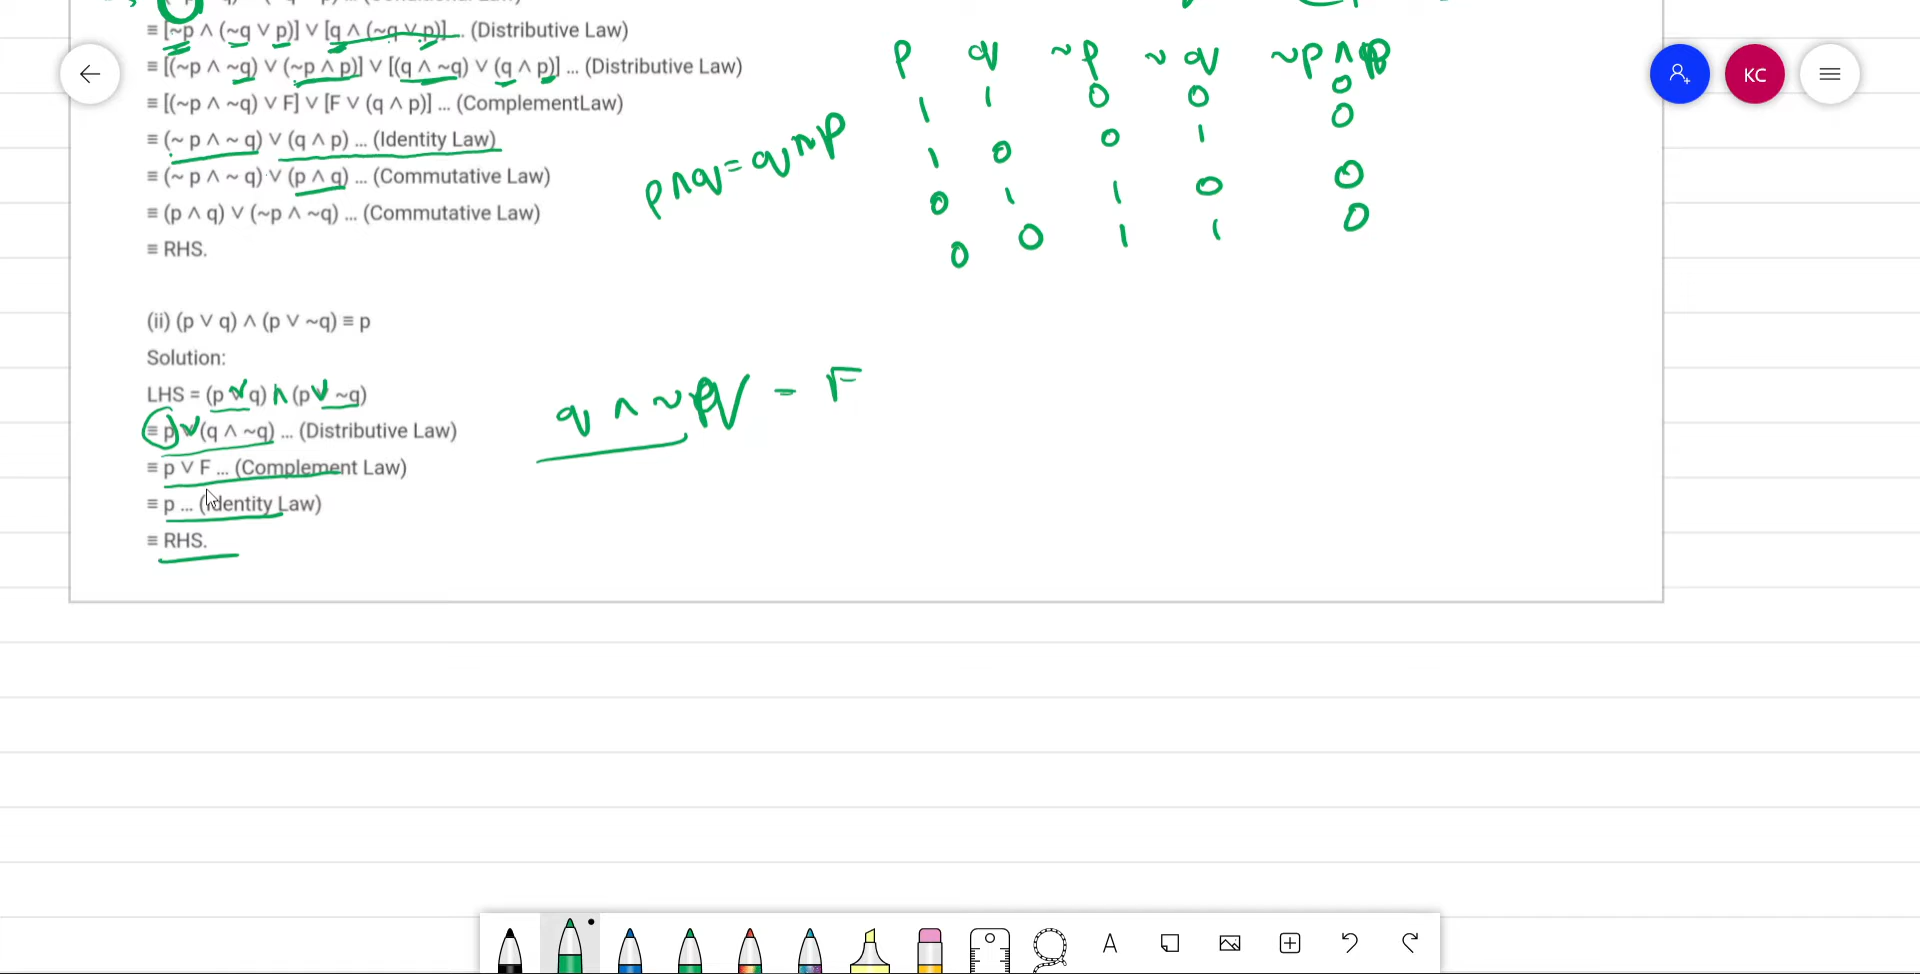 ≡ [~p ∧ (~q ∨ p)] ∨ [q ∧ (~q ∨ p)] ... (Distributive Law)
≡ [(~p ∧ ~q) ∨ (~p ∧ p)] ∨ [(q ∧ ~q) ∨ (q ∧ p)] ... (Distributive Law)
≡ [(~p ∧ ~q) ∨ F] ∨ [F ∨ (q ∧ p)] ... (ComplementLaw)
≡ (~ p ∧ ~ q) ∨ (q ∧ p) ... (Identity Law)
≡ (~ p ∧ ~ q) ∨ (p ∧ q) ... (Commutative Law)
≡ (p ∧ q) ∨ (~p ∧ ~q) ... (Commutative Law)
≡ RHS.
p ∧ q = q ∧ p
p q ~p ~q ~p ∧ p
1 1 0 0 0
1 0 0 1 0
0 1 1 0 0
0 0 1 1 0
KC
(ii) (p ∨ q) ∧ (p ∨ ~q) ≡ p
Solution:
LHS = (p ∨ q) ∧ (p ∨ ~q)
≡ p ∨ (q ∧ ~q) ... (Distributive Law)
≡ p ∨ F ... (Complement Law)
≡ p ... (Identity Law)
≡ RHS.
q ∧ ~q = F
A